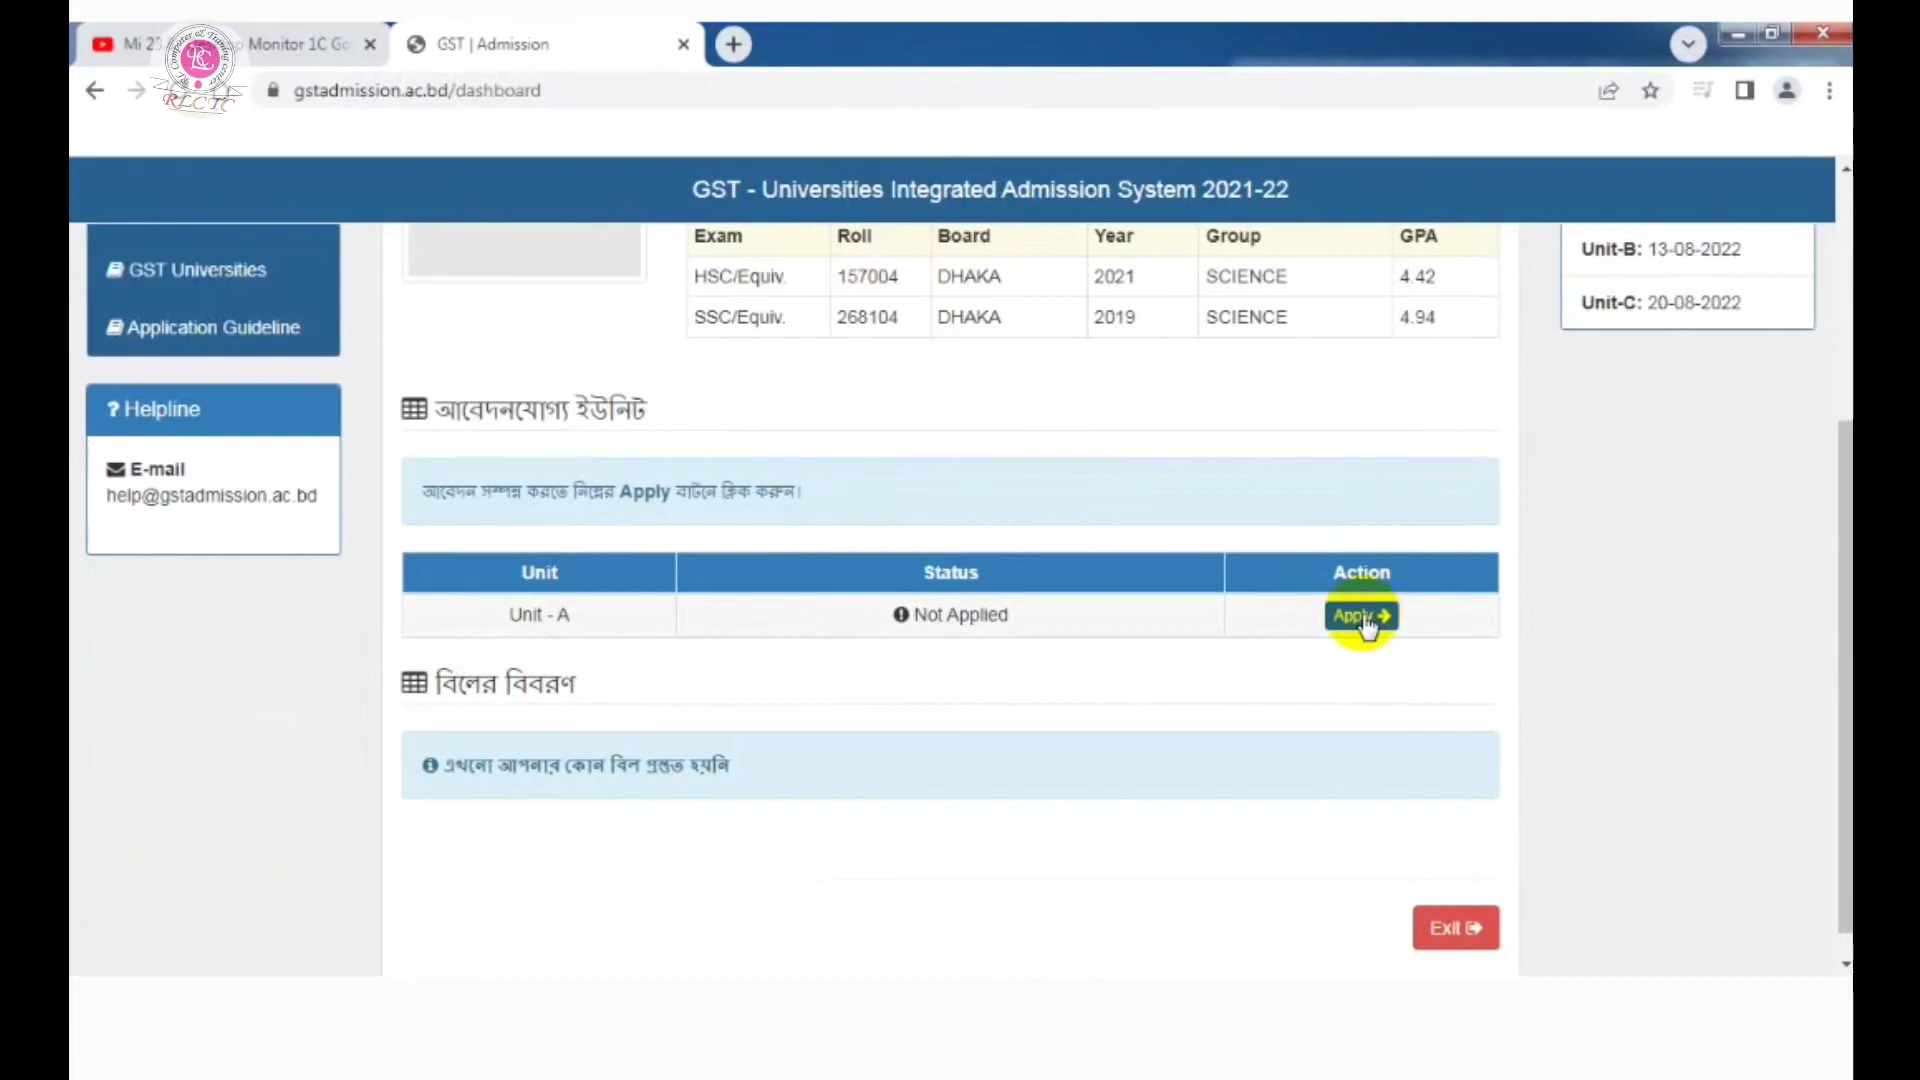 Monitor 1C Go
GST | Admission
RLCTC
gstadmission.ac.bd/dashboard
GST - Universities Integrated Admission System 2021-22
GST Universities
Application Guideline
? Helpline
E-mail
help@gstadmission.ac.bd
Exam Roll Board Year Group GPA
HSC/Equiv. 157004 DHAKA 2021 SCIENCE 4.42
SSC/Equiv. 268104 DHAKA 2019 SCIENCE 4.94
Unit-B: 13-08-2022
Unit-C: 20-08-2022
আবেদনযোগ্য ইউনিট
আবেদন সম্পন্ন করতে নিম্নের Apply বাটনে ক্লিক করুন।
Unit Status Action
Unit - A Not Applied Apply
বিলের বিবরণ
এখনো আপনার কোন বিল প্রস্তুত হয়নি
Exit